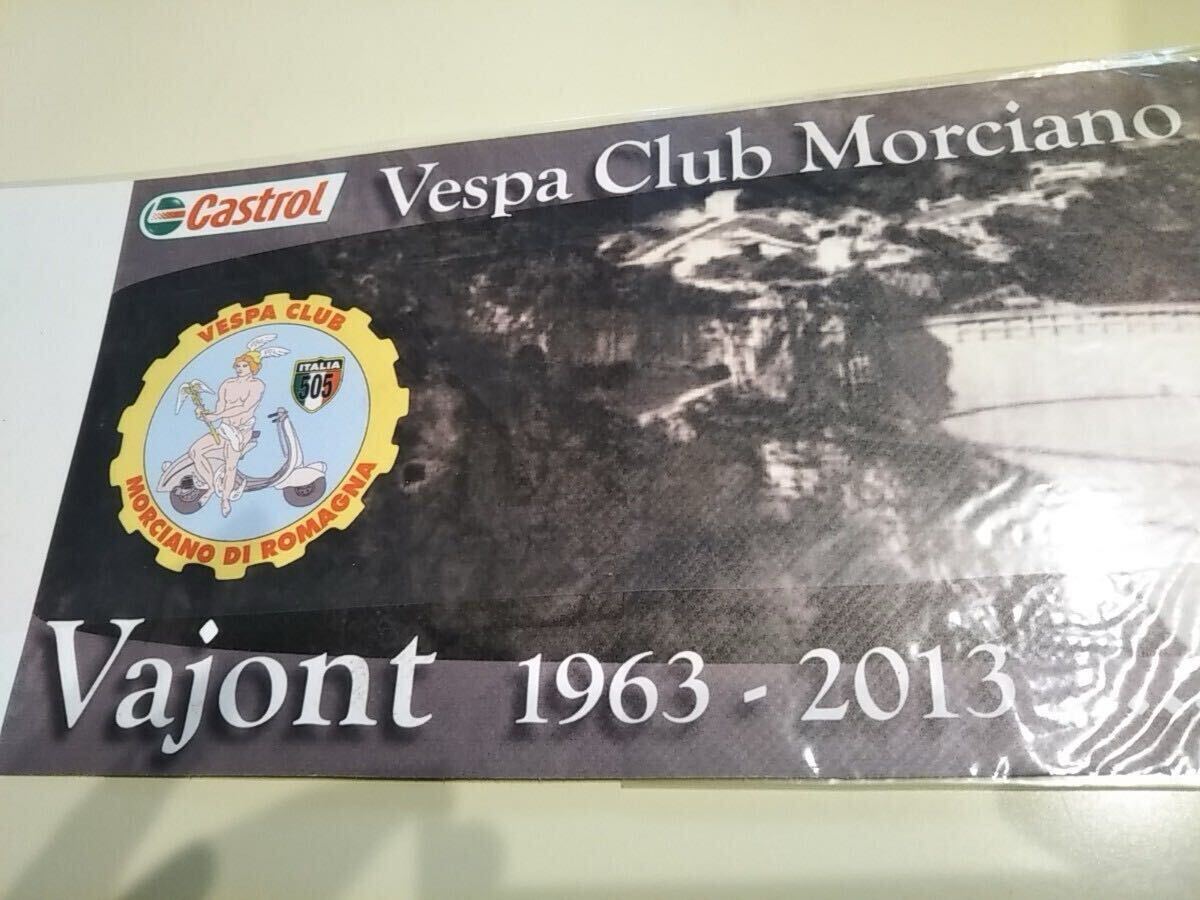 Castrol
Vespa Club Morciano
VESPA CLUB
ITALIA
505
MORCIANO DI ROMAGNA
Vajont 1963 - 2013